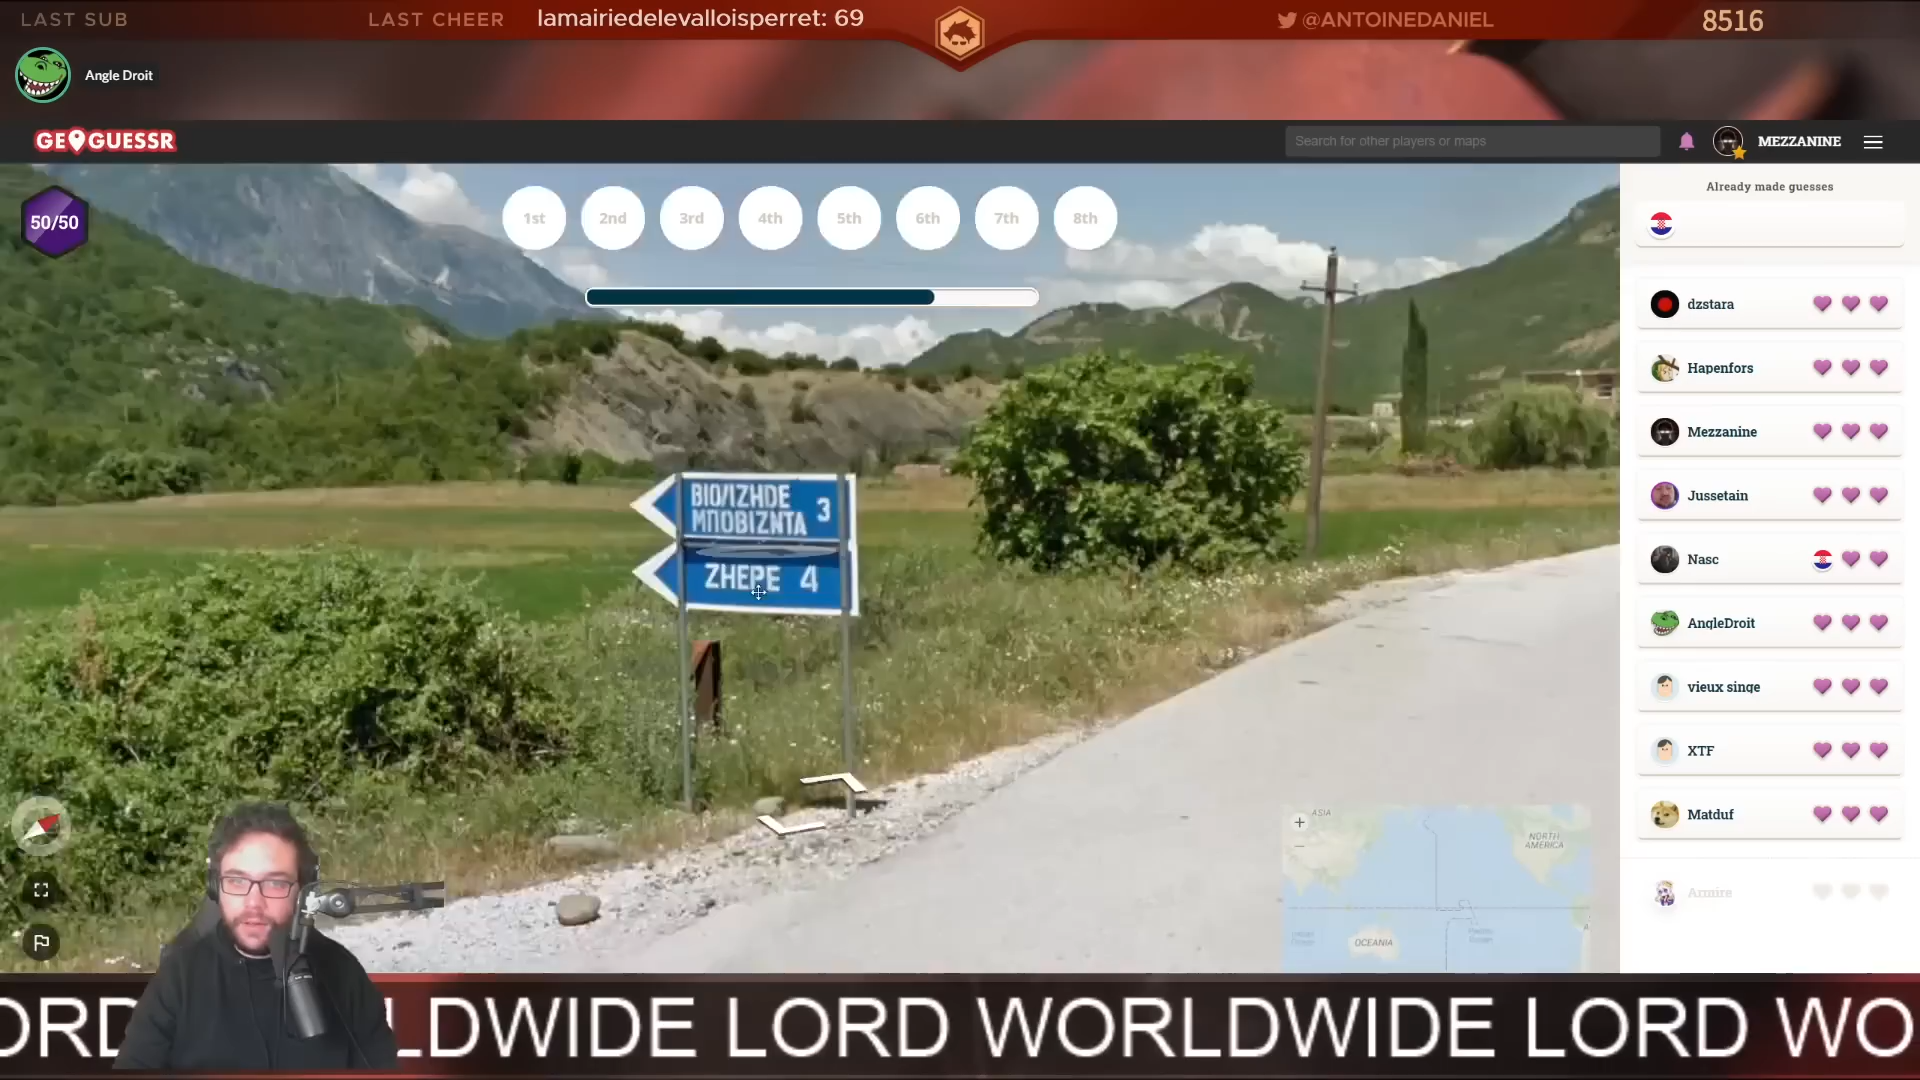 LAST SUB
LAST CHEER
lamairiedelevalloisperret: 69
@ANTOINEDANIEL
8516
Angle Droit
GEOGUESSR
Search for other players or maps
MEZZANINE
50/50
1st
2nd
3rd
4th
5th
6th
7th
8th
Already made guesses
dzstara
Hapenfors
Mezzanine
Jussetain
Nasc
AngleDroit
vieux singe
XTF
Matduf
Armire
BIO/IZHDE 3
ΜΠΟΒΙΖΝΤΑ
ZHEPE 4
ASIA
NORTH
AMERICA
OCEANIA
ORD
LDWIDE LORD WORLDWIDE LORD WO